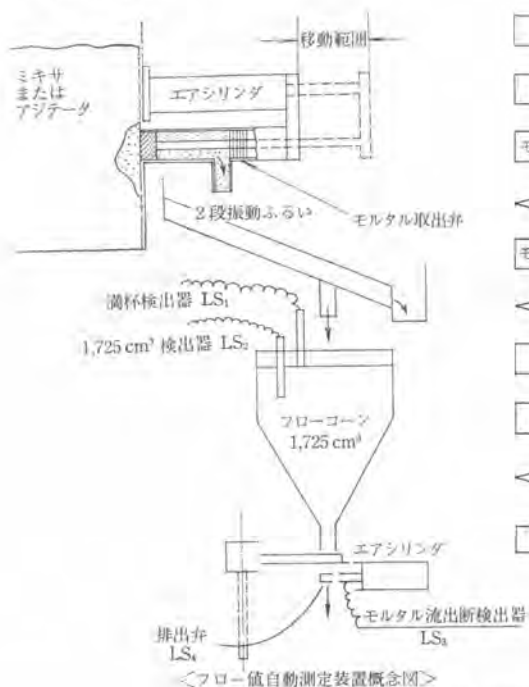 移動範囲
ミキサ
または
アジテータ
エアシリンダ
モルタル取出弁
2段振動ふるい
満杯検出器 LS₁
1,725 cm³ 検出器 LS₂
フローコーン
1,725 cm³
エアシリンダ
モルタル流出断検出器
LS₃
排出弁
LS₄
<フロー値自動測定装置概念図>
モ
モ